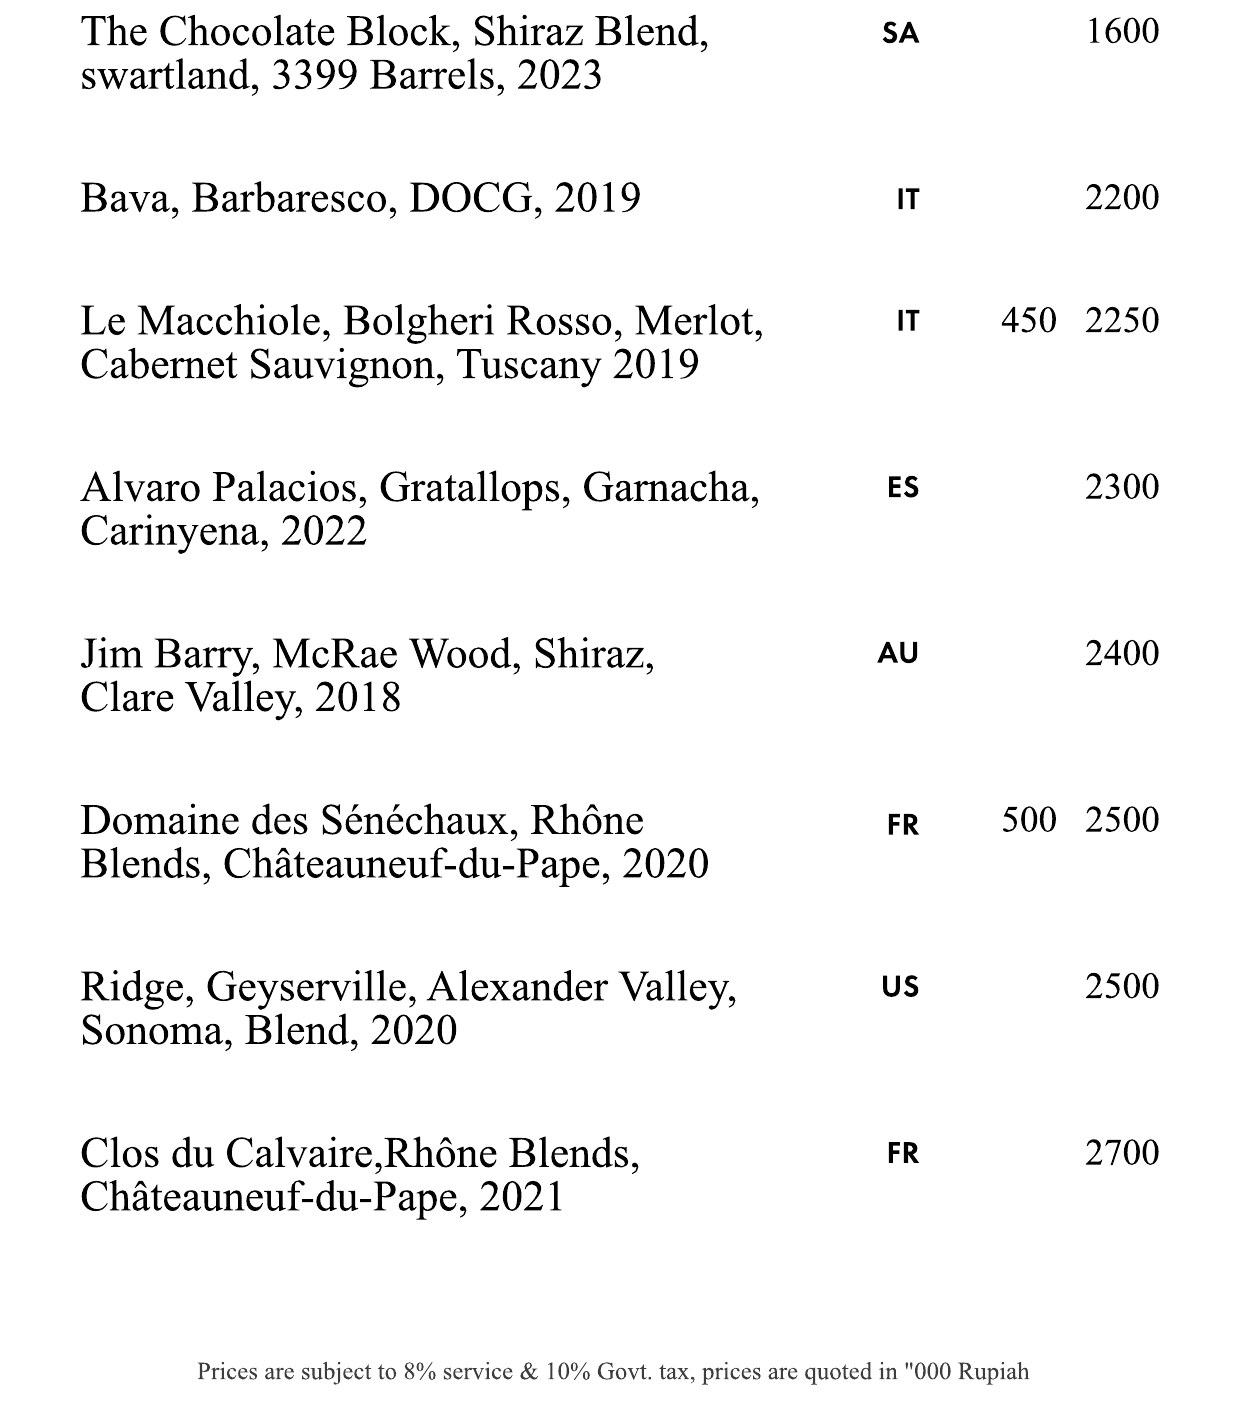 The Chocolate Block, Shiraz Blend, SA 1600
swartland, 3399 Barrels, 2023
Bava, Barbaresco, DOCG, 2019 IT 2200
Le Macchiole, Bolgheri Rosso, Merlot, IT 450 2250
Cabernet Sauvignon, Tuscany 2019
Alvaro Palacios, Gratallops, Garnacha, ES 2300
Carinyena, 2022
Jim Barry, McRae Wood, Shiraz, AU 2400
Clare Valley, 2018
Domaine des Sénéchaux, Rhône FR 500 2500
Blends, Châteauneuf-du-Pape, 2020
Ridge, Geyserville, Alexander Valley, US 2500
Sonoma, Blend, 2020
Clos du Calvaire,Rhône Blends, FR 2700
Châteauneuf-du-Pape, 2021
Prices are subject to 8% service & 10% Govt. tax, prices are quoted in "000 Rupiah